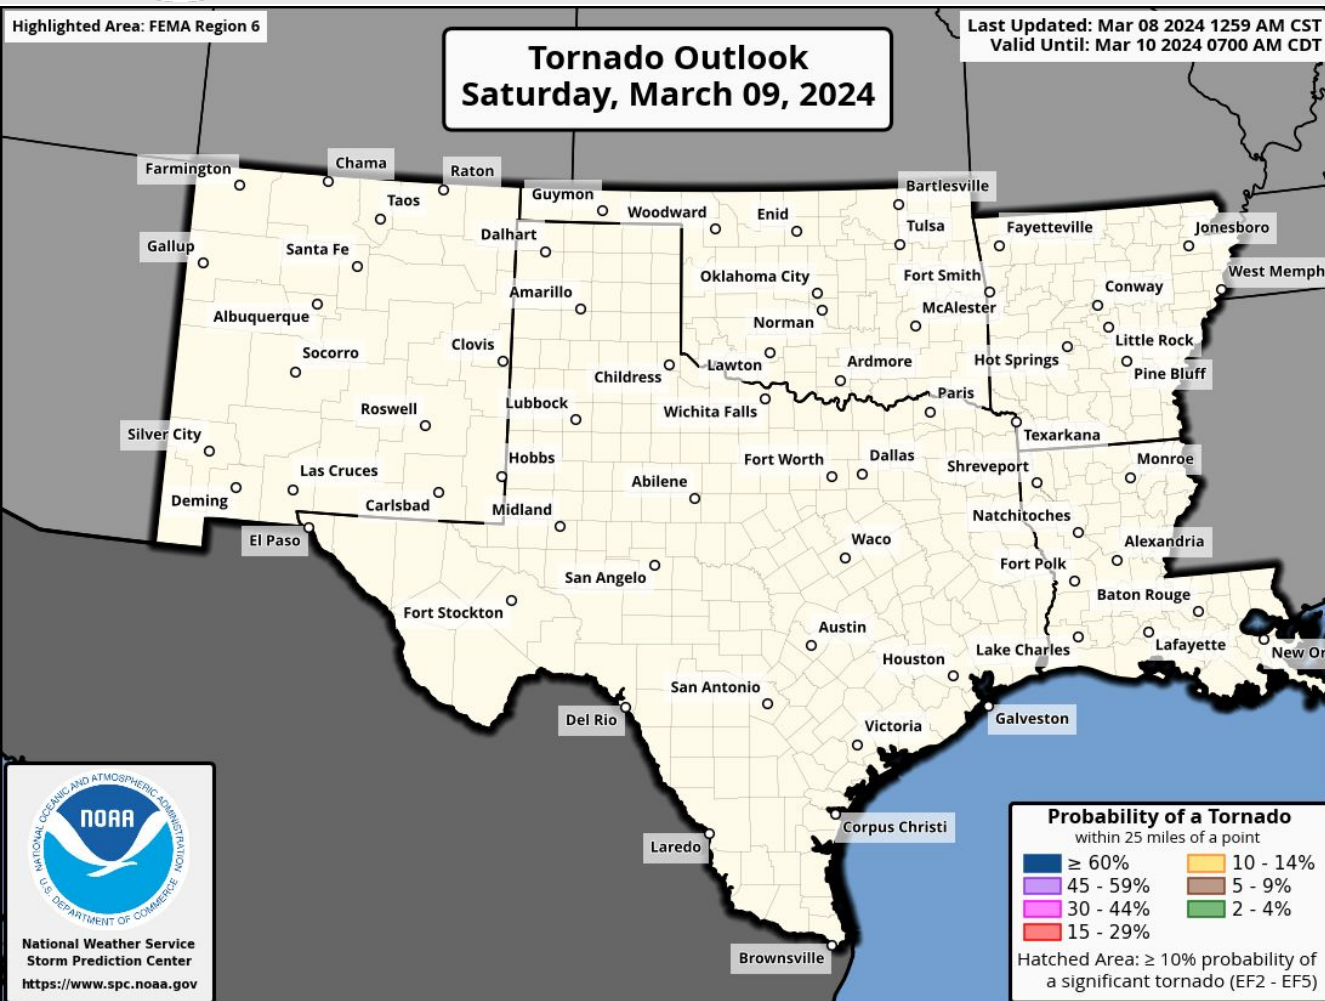 Highlighted Area: FEMA Region 6
Last Updated: Mar 08 2024 1259 AM CST
Valid Until: Mar 10 2024 0700 AM CDT
Tornado Outlook
Saturday, March 09, 2024
Farmington
Chama
Raton
Taos
Guymon
Woodward
Enid
Bartlesville
Tulsa
Fayetteville
Jonesboro
Gallup
Santa Fe
Dalhart
Oklahoma City
Fort Smith
West Memph
Conway
Albuquerque
Amarillo
Norman
McAlester
Little Rock
Socorro
Clovis
Childress
Lawton
Ardmore
Hot Springs
Pine Bluff
Roswell
Lubbock
Wichita Falls
Paris
Silver City
Texarkana
Las Cruces
Hobbs
Abilene
Fort Worth
Dallas
Shreveport
Monroe
Deming
Carlsbad
Midland
Natchitoches
El Paso
Waco
Alexandria
San Angelo
Fort Polk
Fort Stockton
Baton Rouge
Austin
Lake Charles
Lafayette
New Or
Houston
San Antonio
Del Rio
Victoria
Galveston
Laredo
Corpus Christi
Brownsville
NATIONAL OCEANIC AND ATMOSPHERIC ADMINISTRATION
NOAA
U.S. DEPARTMENT OF COMMERCE
National Weather Service
Storm Prediction Center
https://www.spc.noaa.gov
Probability of a Tornado
within 25 miles of a point
≥ 60%
45 - 59%
30 - 44%
15 - 29%
10 - 14%
5 - 9%
2 - 4%
Hatched Area: ≥ 10% probability of
a significant tornado (EF2 - EF5)